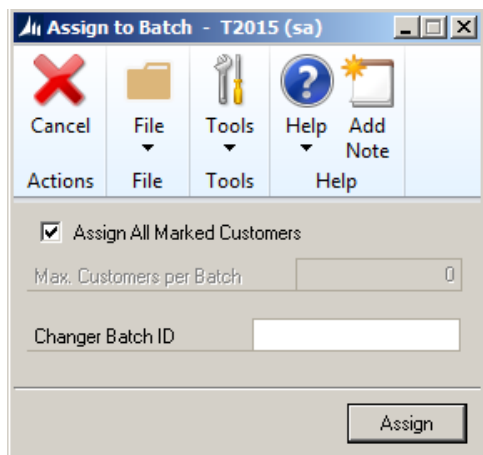 Assign to Batch - T2015 (sa)
Cancel File Tools Help Add Note
Actions File Tools Help
Assign All Marked Customers
Max. Customers per Batch 0
Changer Batch ID
Assign